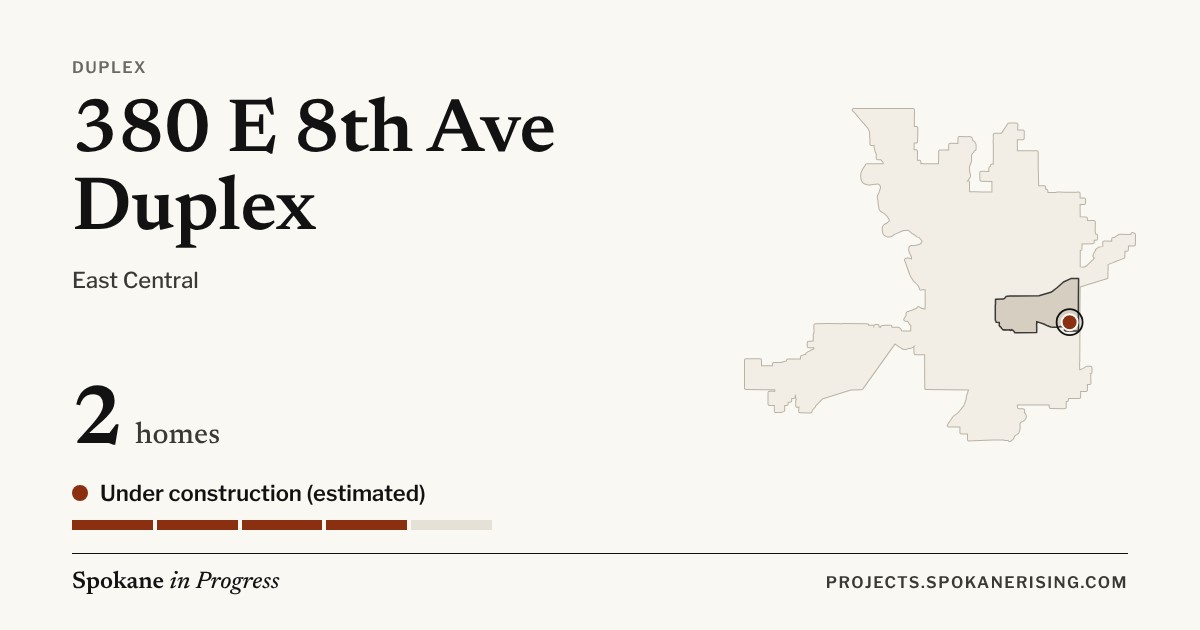 DUPLEX
380 E 8th Ave
Duplex
East Central
2 homes
Under construction (estimated)
Spokane in Progress
PROJECTS.SPOKANERISING.COM